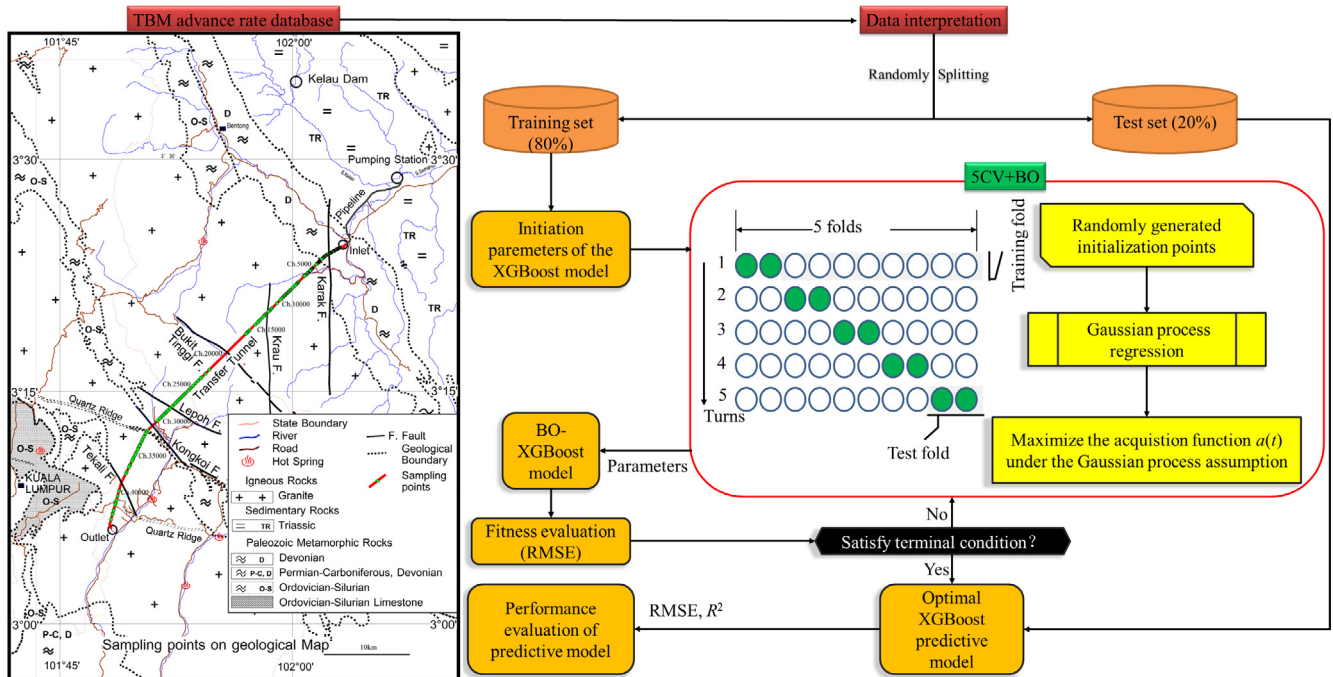 TBM advance rate database
Data interpretation
101°45'
102°00'
Kelau Dam
TR
TR
TR
TR
TR
D
O-S
Bentong
3°30'
3°30'
Pumping Station
O-S
D
Pipeline
Inlet
Ch.5000
Karak F.
Ch.10000
D
Ch.15000
Krau F.
Bukit
Tinggi F.
Ch.20000
Transfer Tunnel
Ch.25000
O-S
3°15'
3°15'
Quartz Ridge
Lepoh F.
Ch.30000
Kongkoi F.
O-S
Tekali F.
Ch.35000
KUALA
LUMPUR
O-S
O-S
Ch.40000
Outlet
Quartz Ridge
State Boundary
River
Road
Hot Spring
F. Fault
Geological
Boundary
Sampling
points
Igneous Rocks
+ + Granite
Sedimentary Rocks
= TR Triassic
Paleozoic Metamorphic Rocks
D Devonian
P-C, D Permian-Carboniferous, Devonian
O-S Ordovician-Silurian
Ordovician-Silurian Limestone
3°00'
3°00'
P-C, D
Sampling points on geological Map
10km
101°45'
102°00'
Randomly Splitting
Training set
(80%)
Test set (20%)
5CV+BO
Initiation
paremeters of the
XGBoost model
5 folds
1
2
3
4
5
Turns
Training fold
Test fold
Randomly generated
initialization points
Gaussian process
regression
Maximize the acquistion function a(t)
under the Gaussian process assumption
BO-
XGBoost
model
Parameters
Fitness evaluation
(RMSE)
No
Satisfy terminal condition？
Yes
Performance
evaluation of
predictive model
RMSE, R²
Optimal
XGBoost
predictive
model